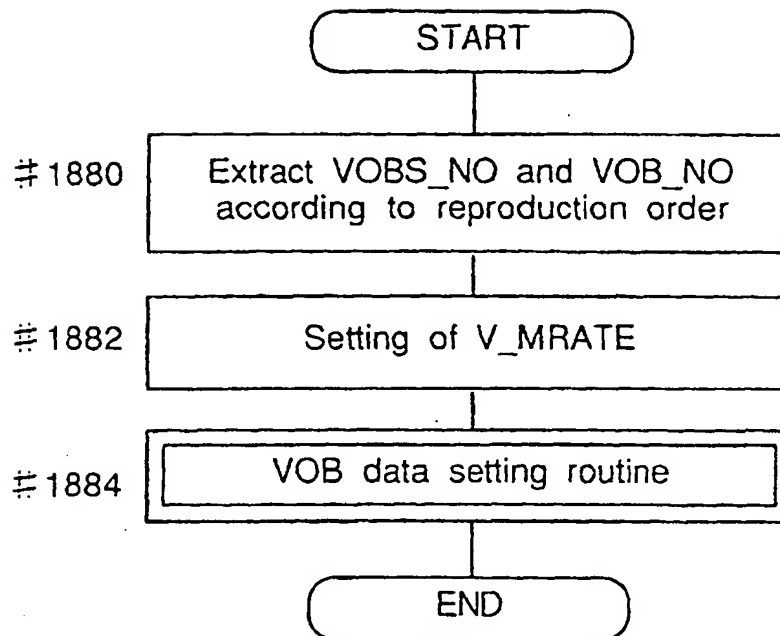 START
#1880
Extract VOBS_NO and VOB_NO
according to reproduction order
#1882
Setting of V_MRATE
#1884
VOB data setting routine
END